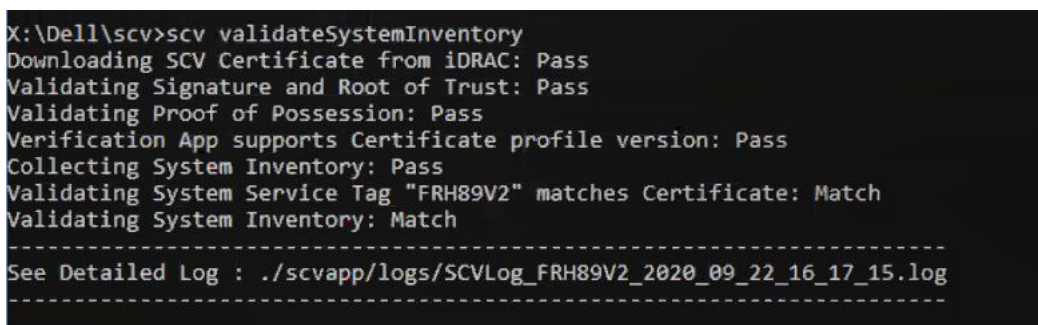 X:\Dell\scv>scv validateSystemInventory
Downloading SCV Certificate from iDRAC: Pass
Validating Signature and Root of Trust: Pass
Validating Proof of Possession: Pass
Verification App supports Certificate profile version: Pass
Collecting System Inventory: Pass
Validating System Service Tag "FRH89V2" matches Certificate: Match
Validating System Inventory: Match
-----------------------------------------------------------------------
See Detailed Log : ./scvapp/logs/SCVLog_FRH89V2_2020_09_22_16_17_15.log
-----------------------------------------------------------------------